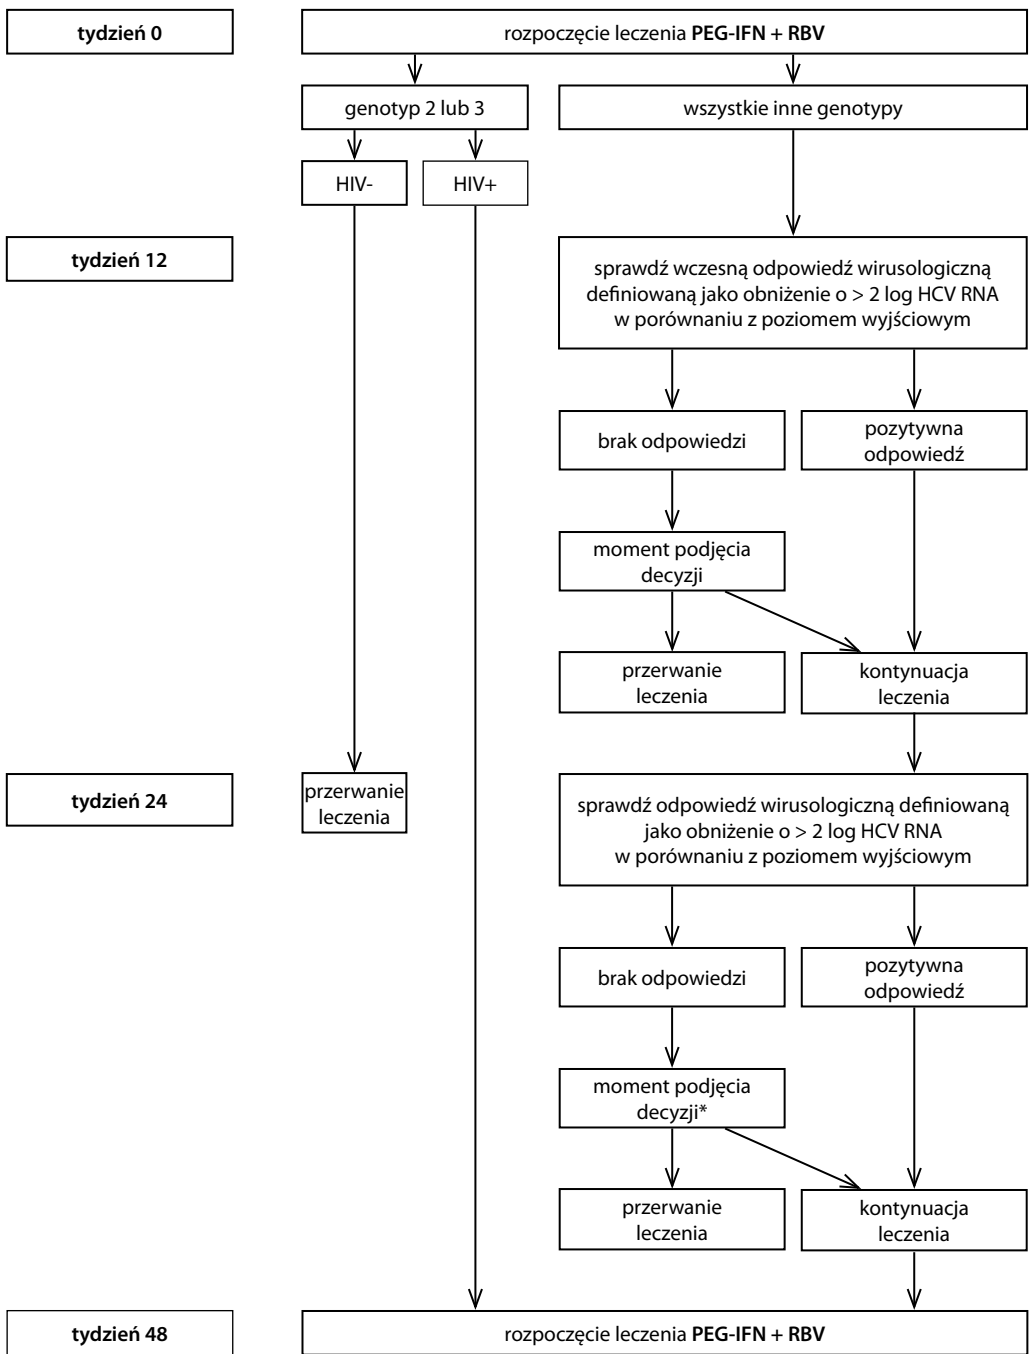 tydzień 0
rozpoczęcie leczenia PEG-IFN + RBV
genotyp 2 lub 3
wszystkie inne genotypy
HIV-
HIV+
tydzień 12
sprawdź wczesną odpowiedź wirusologiczną
definiowaną jako obniżenie o > 2 log HCV RNA
w porównaniu z poziomem wyjściowym
brak odpowiedzi
pozytywna
odpowiedź
moment podjęcia
decyzji
przerwanie
leczenia
kontynuacja
leczenia
tydzień 24
przerwanie
leczenia
sprawdź odpowiedź wirusologiczną definiowaną
jako obniżenie o > 2 log HCV RNA
w porównaniu z poziomem wyjściowym
brak odpowiedzi
pozytywna
odpowiedź
moment podjęcia
decyzji*
przerwanie
leczenia
kontynuacja
leczenia
tydzień 48
rozpoczęcie leczenia PEG-IFN + RBV